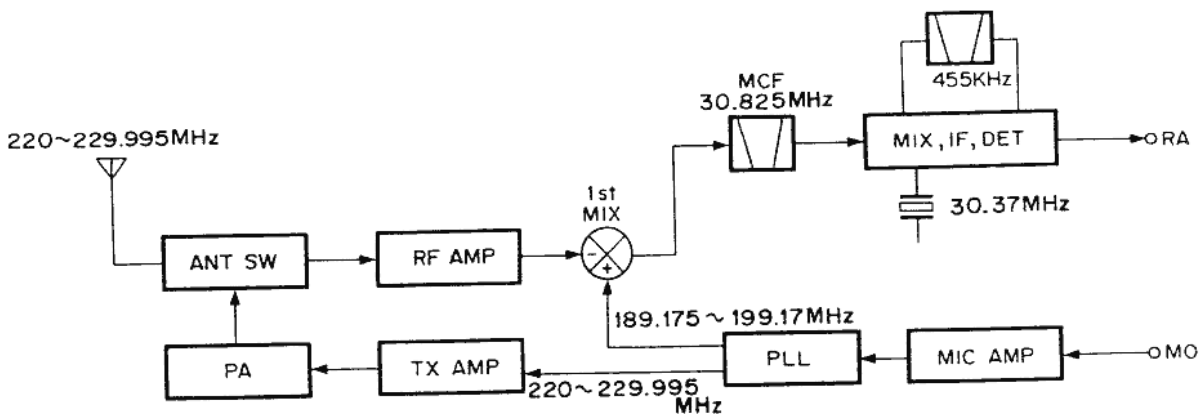 455KHz
MCF
30.825MHz
220~229.995MHz
MIX, IF, DET
RA
1st
MIX
30.37MHz
ANT SW
RF AMP
-
+
189.175~199.17MHz
PA
TX AMP
PLL
MIC AMP
MO
220~229.995
MHz